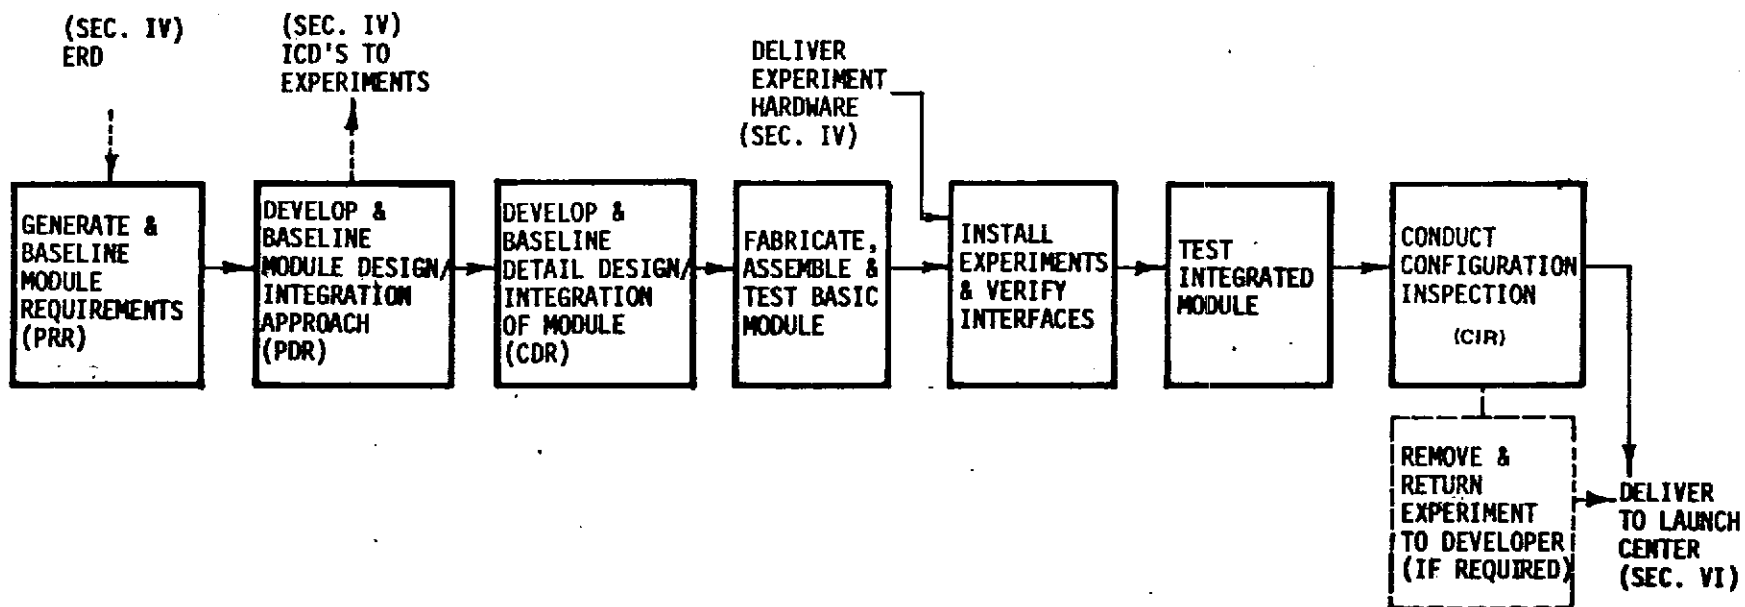 (SEC. IV)
ERD
(SEC. IV)
ICD'S TO
EXPERIMENTS
DELIVER
EXPERIMENT
HARDWARE
(SEC. IV)
GENERATE &
BASELINE
MODULE
REQUIREMENTS
(PRR)
DEVELOP &
BASELINE
MODULE DESIGN/
INTEGRATION
APPROACH
(PDR)
DEVELOP &
BASELINE
DETAIL DESIGN/
INTEGRATION
OF MODULE
(CDR)
FABRICATE,
ASSEMBLE &
TEST BASIC
MODULE
INSTALL
EXPERIMENTS
& VERIFY
INTERFACES
TEST
INTEGRATED
MODULE
CONDUCT
CONFIGURATION
INSPECTION
(CIR)
REMOVE &
RETURN
EXPERIMENT
TO DEVELOPER
(IF REQUIRED)
DELIVER
TO LAUNCH
CENTER
(SEC. VI)